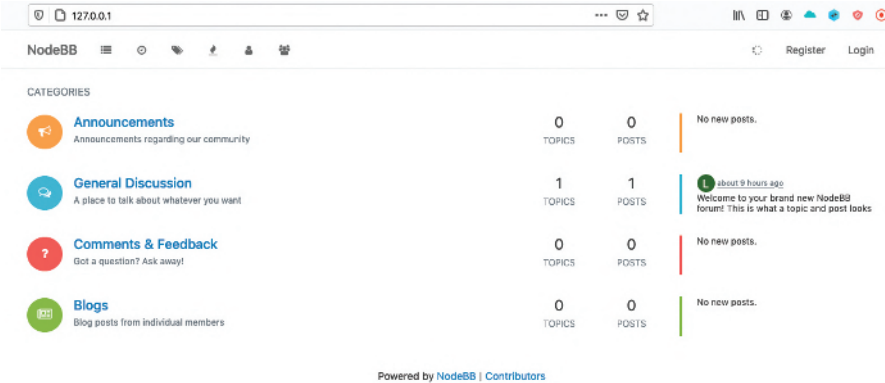 127.0.0.1
NodeBB Register Login
CATEGORIES
Announcements
Announcements regarding our community
0 TOPICS
0 POSTS
No new posts.
General Discussion
A place to talk about whatever you want
1 TOPICS
1 POSTS
L about 9 hours ago
Welcome to your brand new NodeBB
forum! This is what a topic and post looks
Comments & Feedback
Got a question? Ask away!
0 TOPICS
0 POSTS
No new posts.
Blogs
Blog posts from individual members
0 TOPICS
0 POSTS
No new posts.
Powered by NodeBB | Contributors